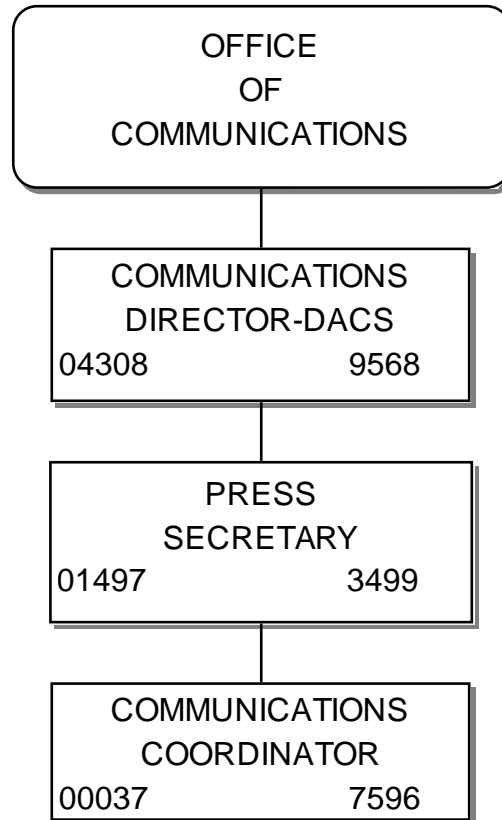 OFFICE
OF
COMMUNICATIONS
COMMUNICATIONS
DIRECTOR-DACS
04308 9568
PRESS
SECRETARY
01497 3499
COMMUNICATIONS
COORDINATOR
00037 7596